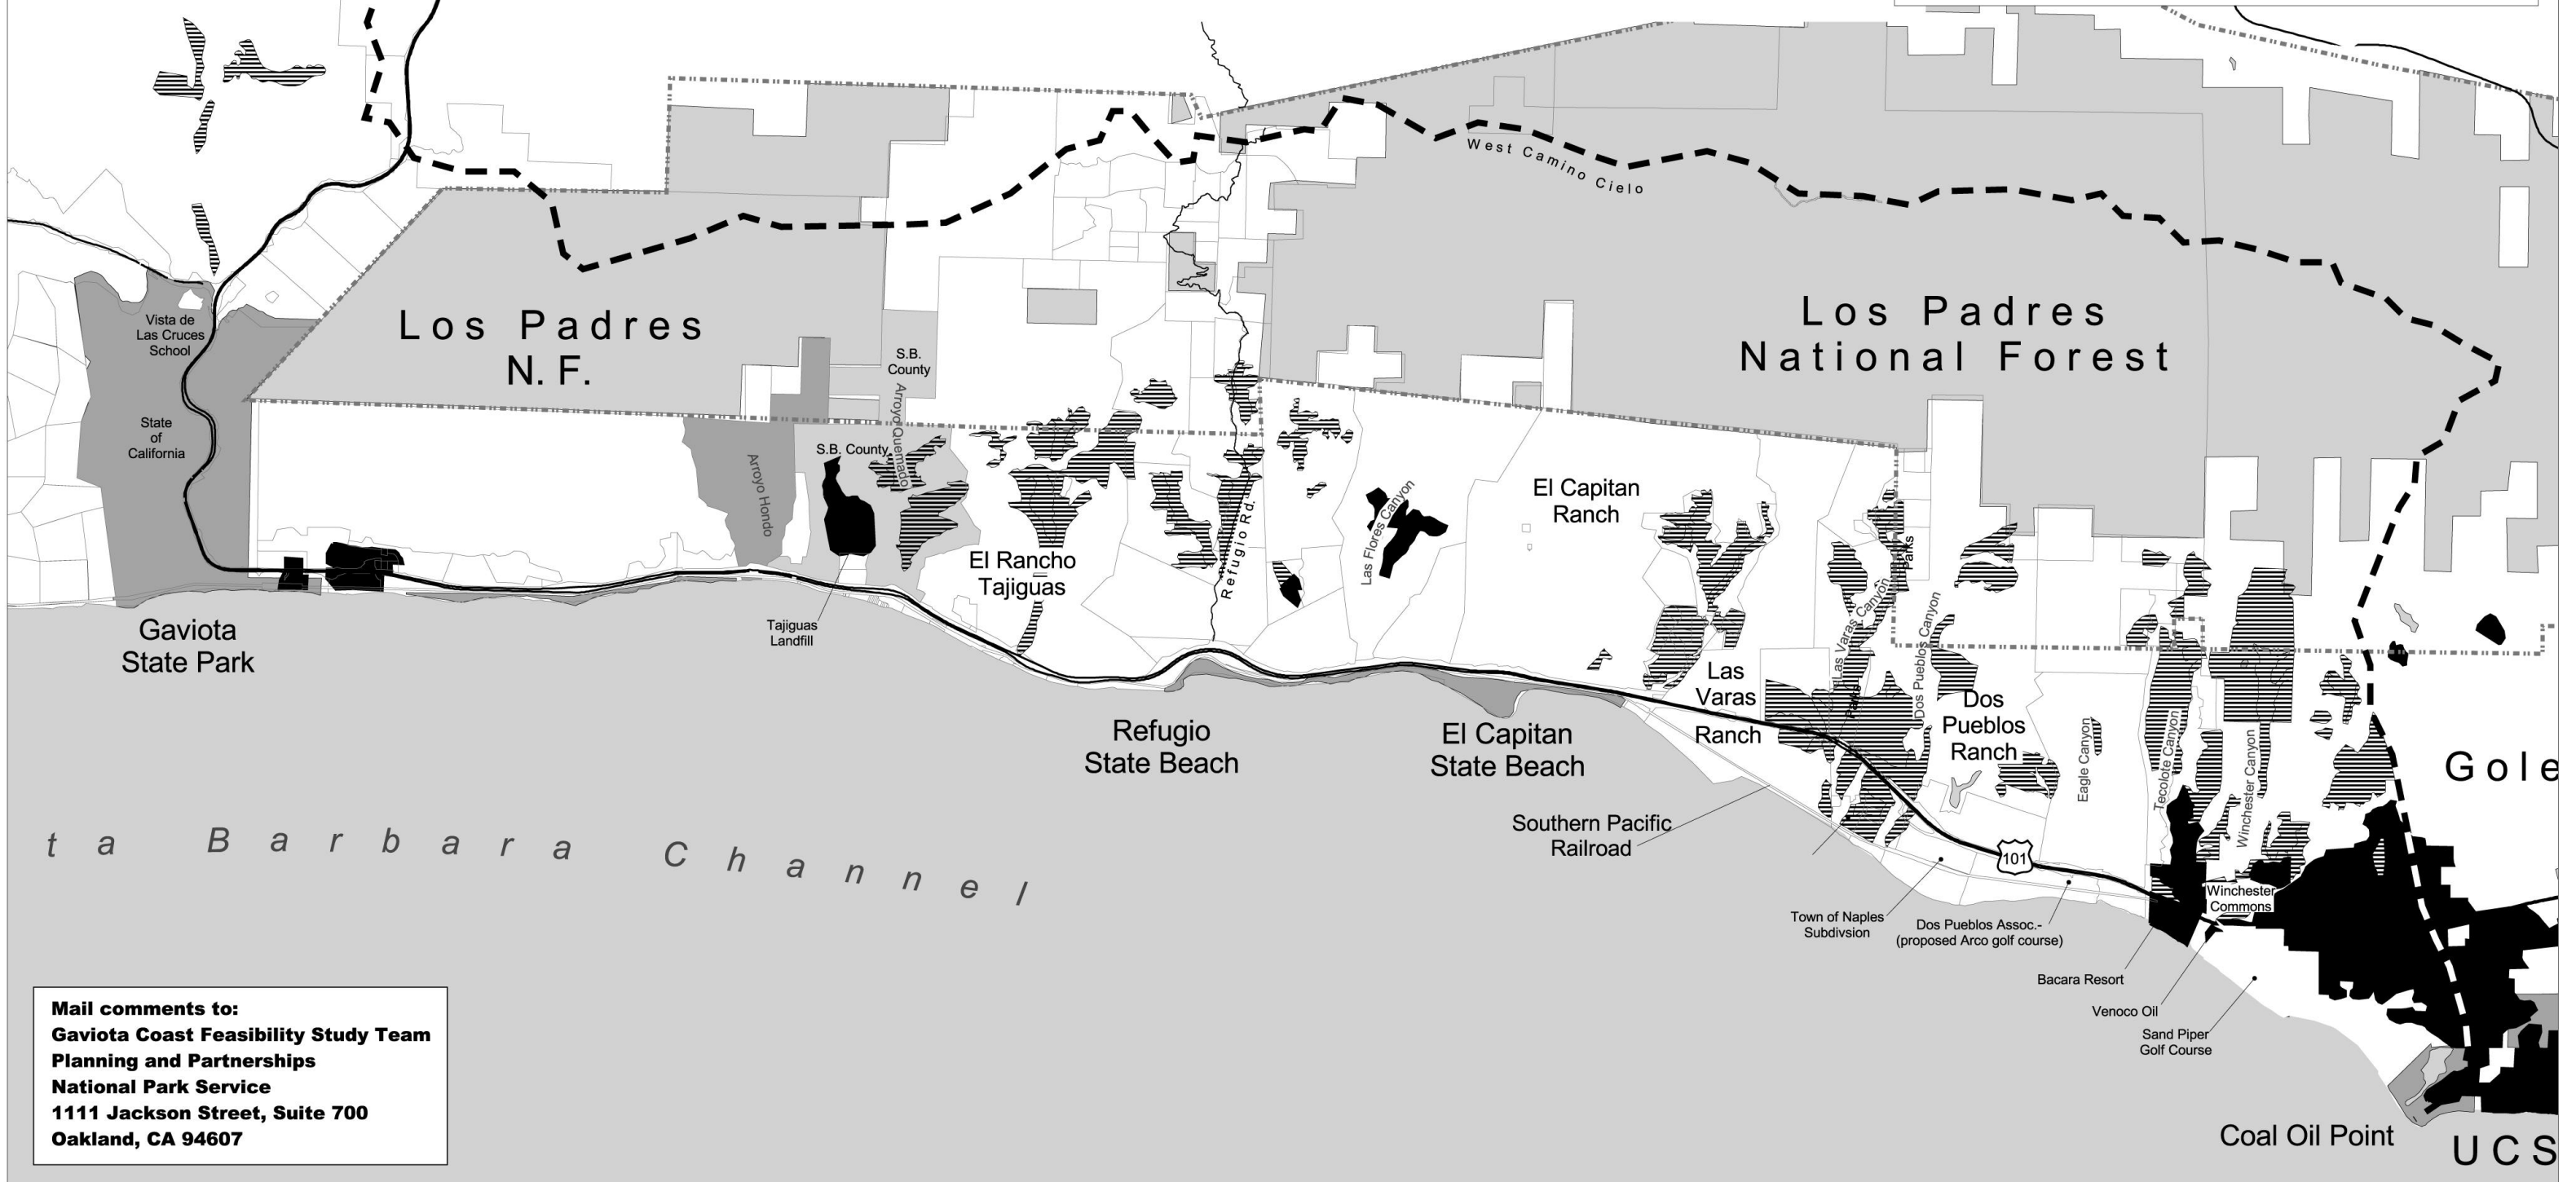 West Camino Cielo
Los Padres
N. F.
Los Padres
National Forest
Vista de
Las Cruces
School
State
of
California
S.B.
County
Arroyo Quemado
S.B. County
Arroyo Hondo
El Rancho
Tajiguas
Refugio Rd.
Las Flores Canyon
El Capitan
Ranch
Parks
Las Varas Canyon
Parks
Dos Pueblos Canyon
Las
Varas
Ranch
Dos
Pueblos
Ranch
Eagle Canyon
Tecolote Canyon
Winchester Canyon
Gaviota
State Park
Tajiguas
Landfill
Refugio
State Beach
El Capitan
State Beach
Southern Pacific
Railroad
Gole
101
Winchester
Commons
Town of Naples
Subdivsion
Dos Pueblo Assoc.-
(proposed Arco golf course)
Bacara Resort
Venoco Oil
Sand Piper
Golf Course
Coal Oil Point
UCS
ta Barbara Channel
Mail comments to:
Gaviota Coast Feasibility Study Team
Planning and Partnerships
National Park Service
1111 Jackson Street, Suite 700
Oakland, CA 94607